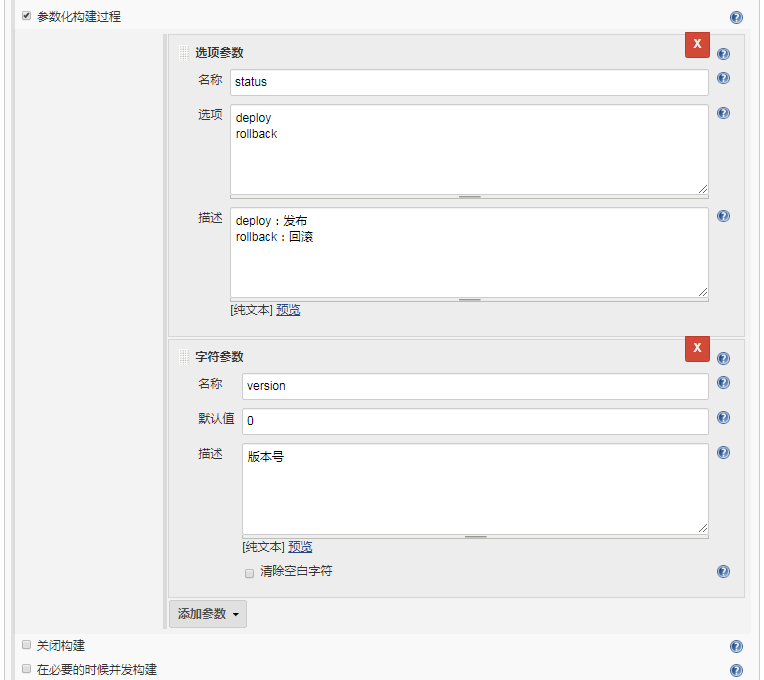 参数化构建过程
选项参数
X
名称
status
选项
deploy
rollback
描述
deploy：发布
rollback：回滚
[纯文本] 预览
字符参数
X
名称
version
默认值
0
描述
版本号
[纯文本] 预览
清除空白字符
添加参数
关闭构建
在必要的时候并发构建